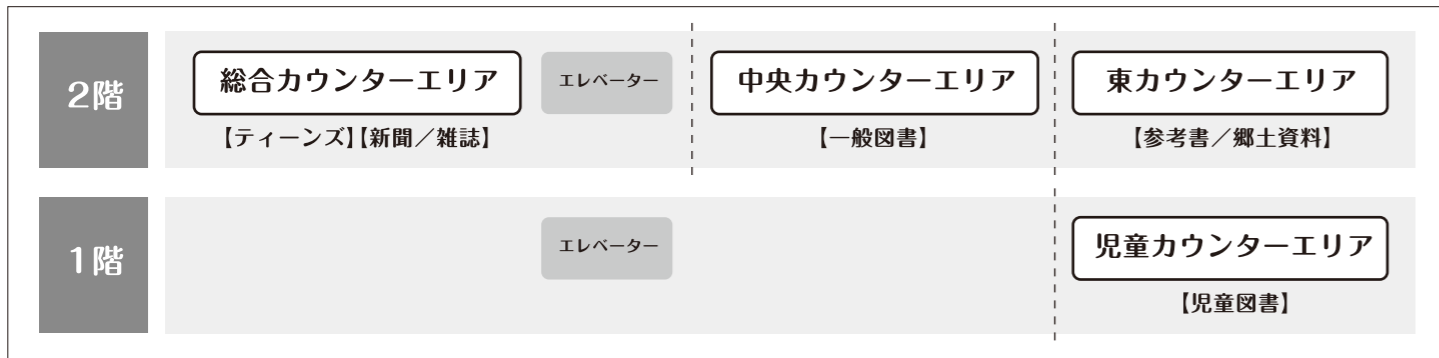 2階
総合カウンターエリア
エレベーター
中央カウンターエリア
東カウンターエリア
【ティーンズ】【新聞／雑誌】
【一般図書】
【参考書／郷土資料】
1階
エレベーター
児童カウンターエリア
【児童図書】